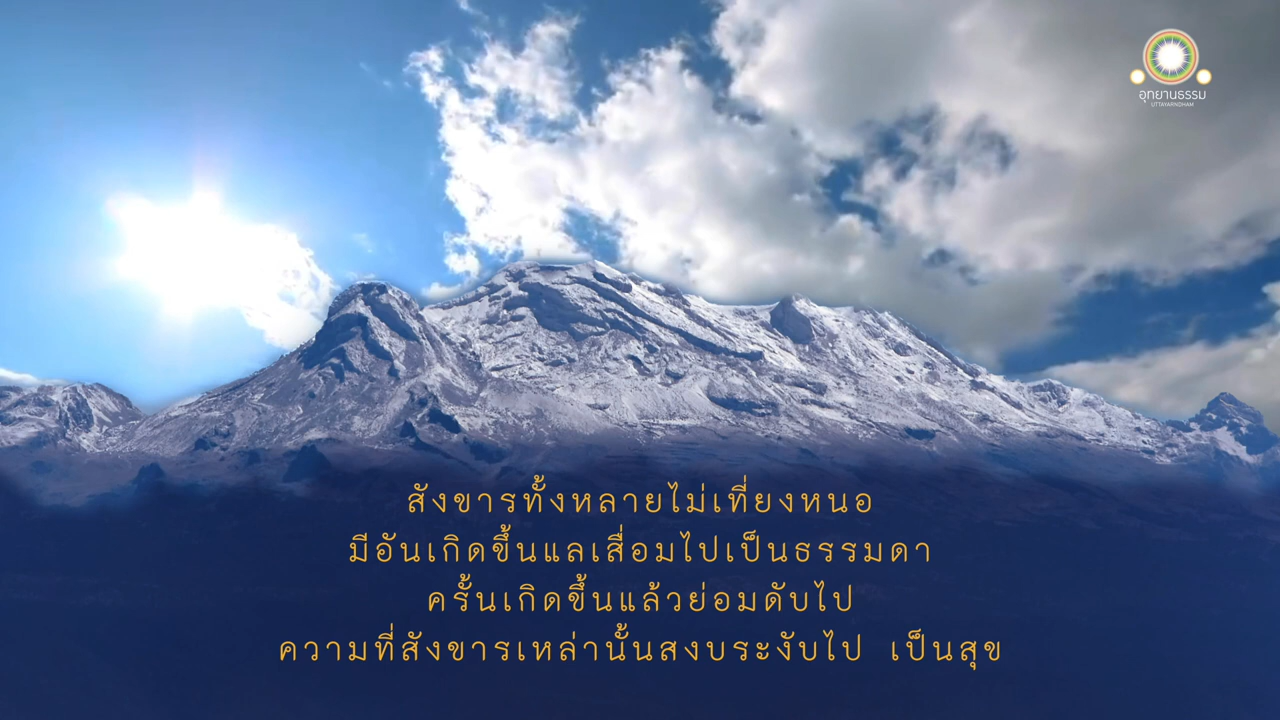 อุทยานธรรม
UTTAYARNDHAM
สังขารทั้งหลายไม่เที่ยงหนอ
มีอันเกิดขึ้นแลเสื่อมไปเป็นธรรมดา
ครั้นเกิดขึ้นแล้วย่อมดับไป
ความที่สังขารเหล่านั้นสงบระงับไป เป็นสุข